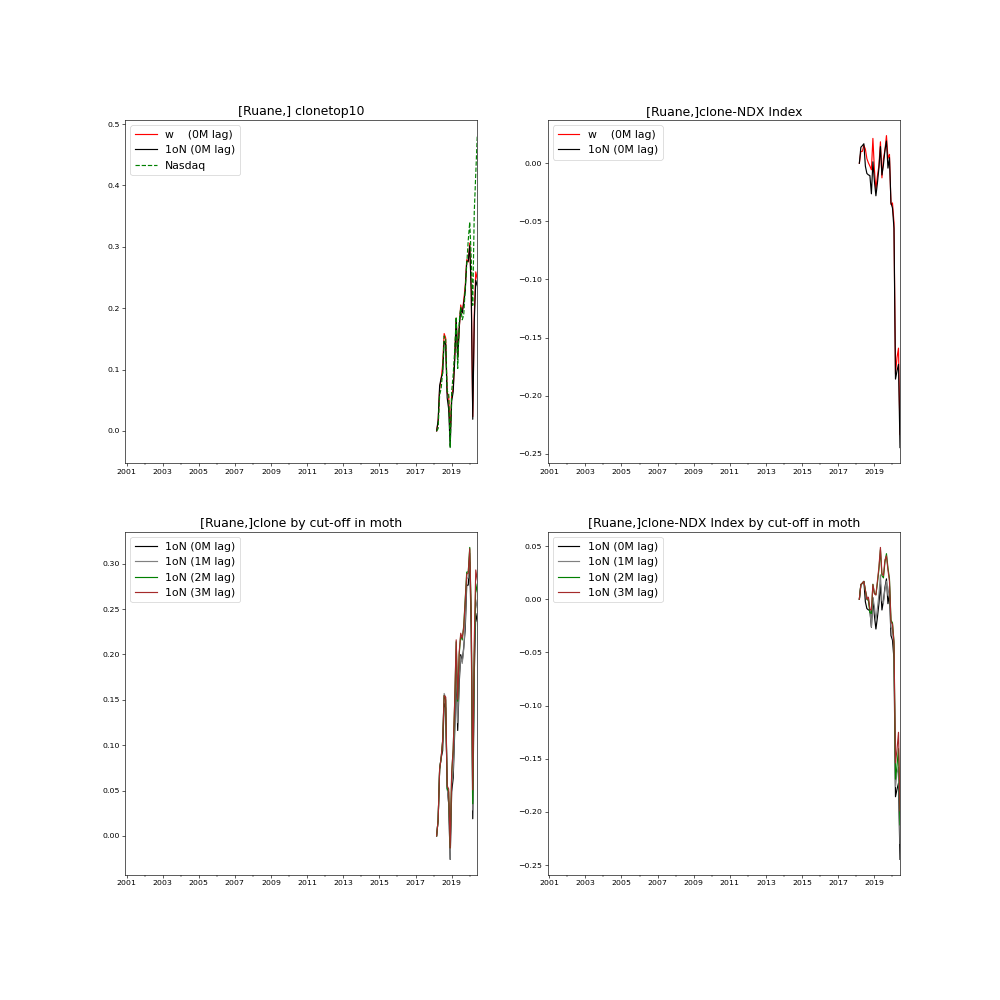 [Ruane,] clonetop10
w    (0M lag)
1oN (0M lag)
Nasdaq
0.5
0.4
0.3
0.2
0.1
0.0
2001 2003 2005 2007 2009 2011 2013 2015 2017 2019
[Ruane,]clone-NDX Index
w    (0M lag)
1oN (0M lag)
0.00
−0.05
−0.10
−0.15
−0.20
−0.25
2001 2003 2005 2007 2009 2011 2013 2015 2017 2019
[Ruane,]clone by cut-off in moth
1oN (0M lag)
1oN (1M lag)
1oN (2M lag)
1oN (3M lag)
0.30
0.25
0.20
0.15
0.10
0.05
0.00
2001 2003 2005 2007 2009 2011 2013 2015 2017 2019
[Ruane,]clone-NDX Index by cut-off in moth
1oN (0M lag)
1oN (1M lag)
1oN (2M lag)
1oN (3M lag)
0.05
0.00
−0.05
−0.10
−0.15
−0.20
−0.25
2001 2003 2005 2007 2009 2011 2013 2015 2017 2019